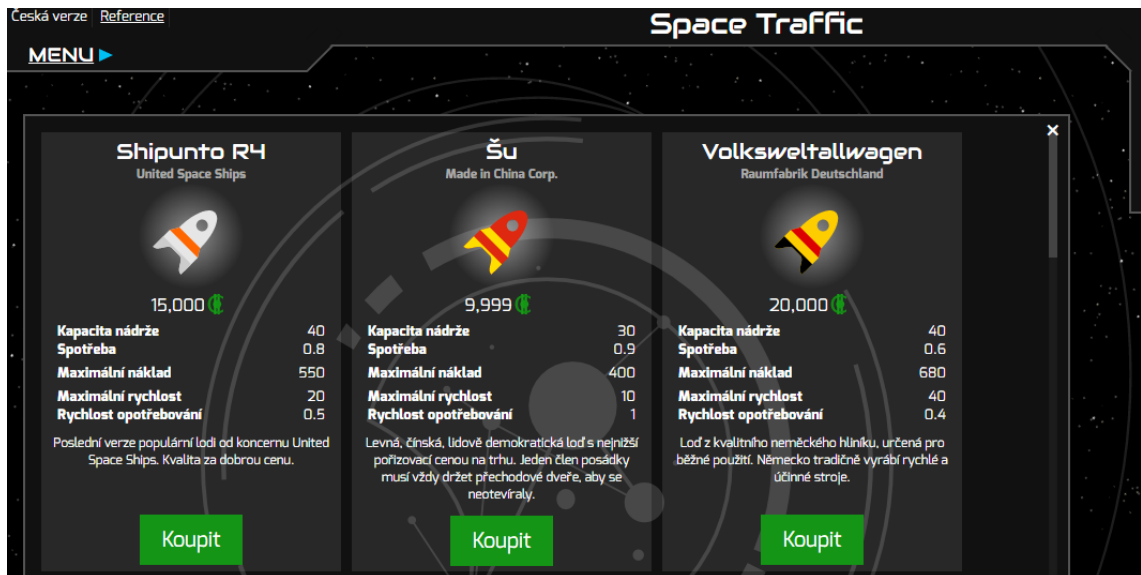 Česká verze Reference
Space Traffic
MENU
×
Shipunto R4
United Space Ships
15,000
Kapacita nádrže 40
Spotřeba 0.8
Maximální náklad 550
Maximální rychlost 20
Rychlost opotřebování 0.5
Poslední verze populární lodi od koncernu United
Space Ships. Kvalita za dobrou cenu.
Koupit
Šu
Made in China Corp.
9,999
Kapacita nádrže 30
Spotřeba 0.9
Maximální náklad 400
Maximální rychlost 10
Rychlost opotřebování 1
Levná, čínská, lidově demokratická loď s nejnižší
pořizovací cenou na trhu. Jeden člen posádky
musí vždy držet přechodové dveře, aby se
neotevíraly.
Koupit
Volksweltallwagen
Raumfabrik Deutschland
20,000
Kapacita nádrže 40
Spotřeba 0.6
Maximální náklad 680
Maximální rychlost 40
Rychlost opotřebování 0.4
Loď z kvalitního německého hliníku, určená pro
běžné použití. Německo tradičně vyrábí rychlé a
účinné stroje.
Koupit